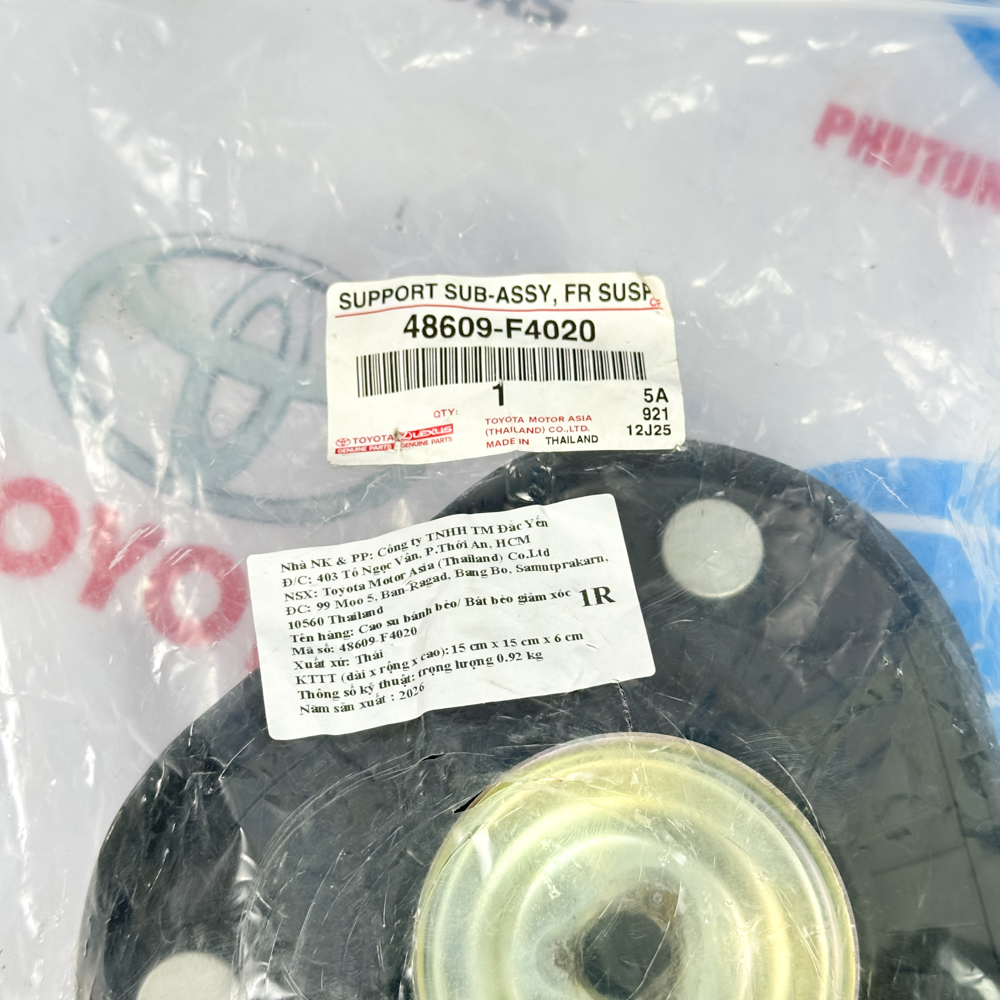 PHUTUN
SUPPORT SUB-ASSY, FR SUSP
48609-F4020
1
QTY:
5A
921
12J25
TOYOTA MOTOR ASIA
(THAILAND) CO.,LTD.
MADE IN THAILAND
TOYOTA LEXUS
GENUINE PARTS GENUINE PARTS
TOYO
Nhà NK & PP: Công ty TNHH TM Đắc Yến
Đ/C: 403 Tô Ngọc Vân, P.Thới An, HCM
NSX: Toyota Motor Asia (Thailand) Co.Ltd
ĐC: 99 Moo 5, Ban-Ragad, Bang Bo, Samutprakarn,
10560 Thailand
Tên hàng: Cao su bánh bèo/ Bát bèo giảm xóc 1R
Mã số: 48609-F4020
Xuất xứ: Thái
KTTT (dài x rộng x cao): 15 cm x 15 cm x 6 cm
Thông số kỹ thuật: trọng lượng 0.92 kg
Năm sản xuất : 2026